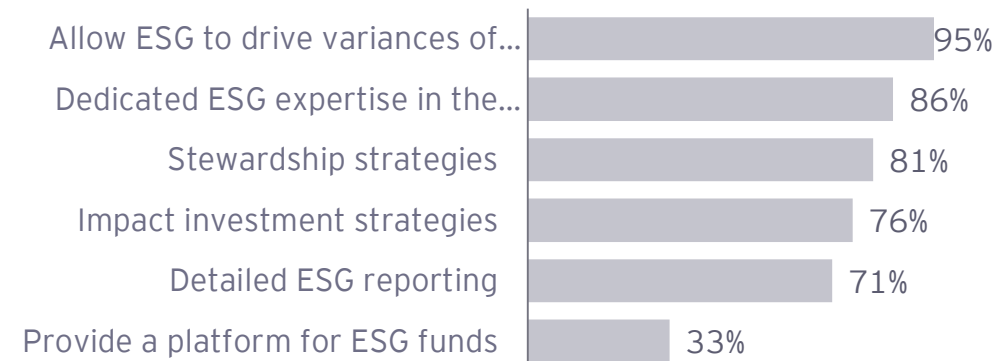 Allow ESG to drive variances of... 95%
Dedicated ESG expertise in the... 86%
Stewardship strategies 81%
Impact investment strategies 76%
Detailed ESG reporting 71%
Provide a platform for ESG funds 33%